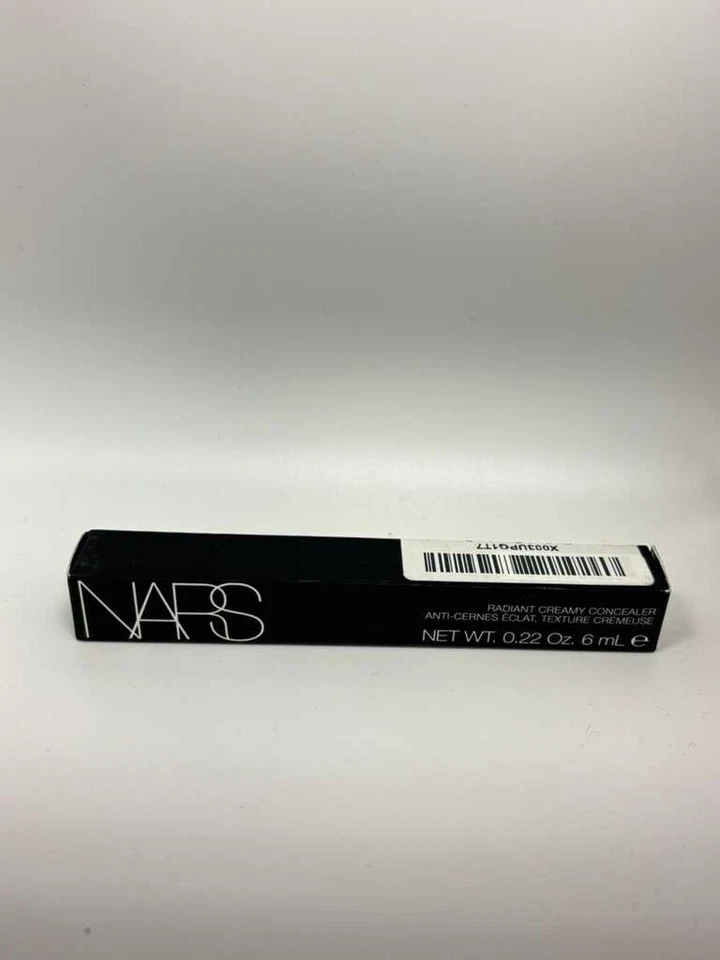 X003UPG1T7
NARS
RADIANT CREAMY CONCEALER
ANTI-CERNES ÉCLAT, TEXTURE CRÉMEUSE
NET WT. 0.22 Oz. 6 mL ℮